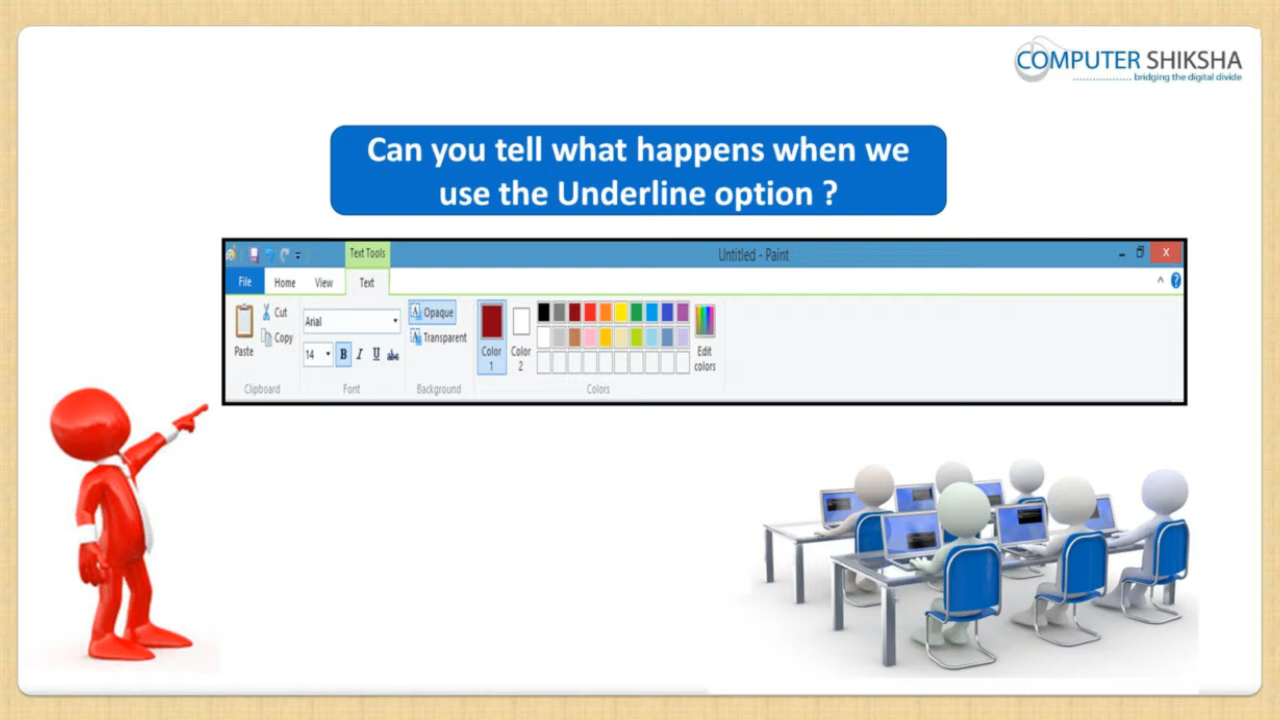 COMPUTER SHIKSHA
bridging the digital divide
Can you tell what happens when we
use the Underline option ?
Text Tools
Untitled - Paint
X
File Home View Text
?
Paste
Cut
Copy
Clipboard
Arial
14 B I U abc
Font
Opaque
Transparent
Background
Color
1
Color
2
Edit
colors
Colors